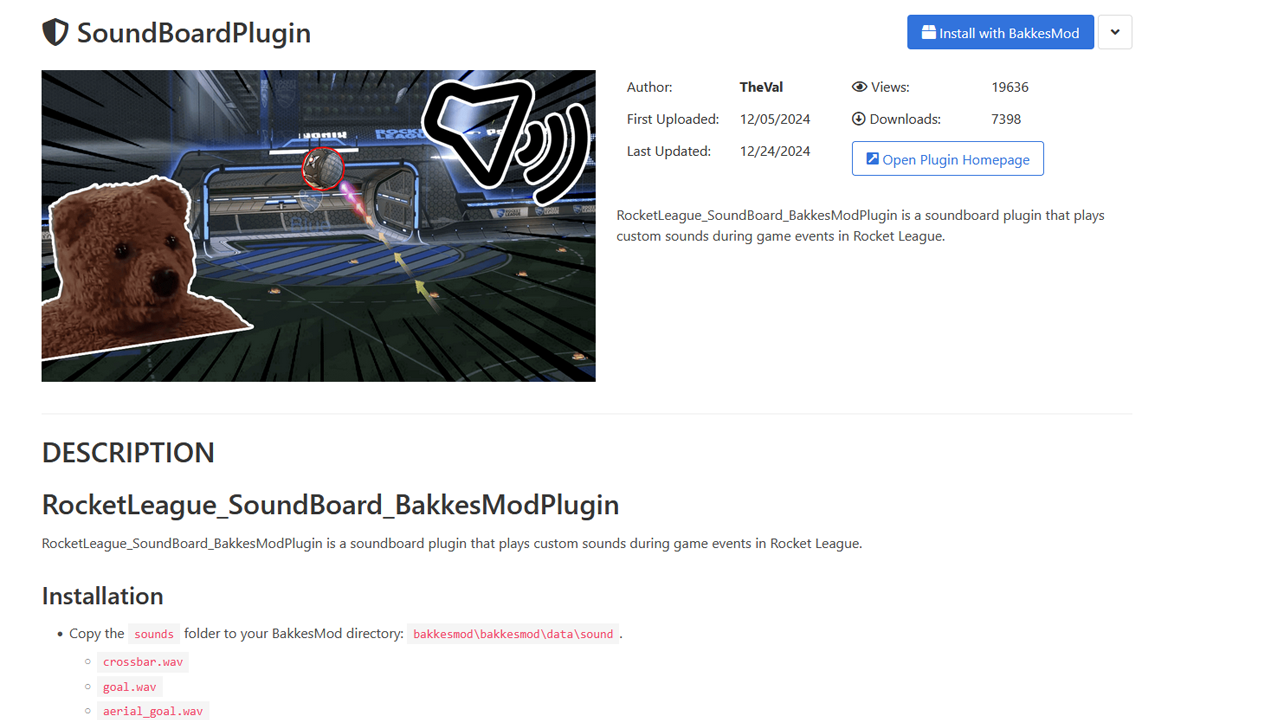 SoundBoardPlugin
Install with BakkesMod
Author: TheVal
Views: 19636
First Uploaded: 12/05/2024
Downloads: 7398
Last Updated: 12/24/2024
Open Plugin Homepage
RocketLeague_SoundBoard_BakkesModPlugin is a soundboard plugin that plays
custom sounds during game events in Rocket League.
DESCRIPTION
RocketLeague_SoundBoard_BakkesModPlugin
RocketLeague_SoundBoard_BakkesModPlugin is a soundboard plugin that plays custom sounds during game events in Rocket League.
Installation
Copy the sounds folder to your BakkesMod directory: bakkesmod\bakkesmod\data\sound.
crossbar.wav
goal.wav
aerial_goal.wav